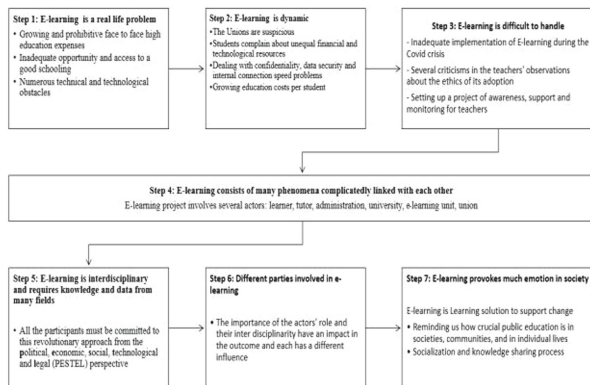 Step 1: E-learning is a real life problem
• Growing and prohibitive face to face high
education expenses
• Inadequate opportunity and access to a
good schooling
• Numerous technical and technological
obstacles
Step 2: E-learning is dynamic
•The Unions are suspicious
•Students complain about unequal financial and
technological resources
•Dealing with confidentiality, data security and
internal connection speed problems
•Growing education costs per student
Step 3: E-learning is difficult to handle
- Inadequate implementation of E-learning during the
Covid crisis
- Several criticisms in the teachers' observations
about the ethics of its adoption
- Setting up a project of awareness, support and
monitoring for teachers
Step 4: E-learning consists of many phenomena complicatedly linked with each other
E-learning project involves several actors: learner, tutor, administration, university, e-learning unit, union
Step 5: E-learning is interdisciplinary
and requires knowledge and data from
many fields
• All the participants must be committed to
this revolutionary approach from the
political, economic, social, technological
and legal (PESTEL) perspective
Step 6: Different parties involved in e-
learning
• The importance of the actors' role and
their inter disciplinarity have an impact in
the outcome and each has a different
influence
Step 7: E-learning provokes much emotion in society
E-learning is Learning solution to support change
• Reminding us how crucial public education is in
societies, communities, and in individual lives
• Socialization and knowledge sharing process